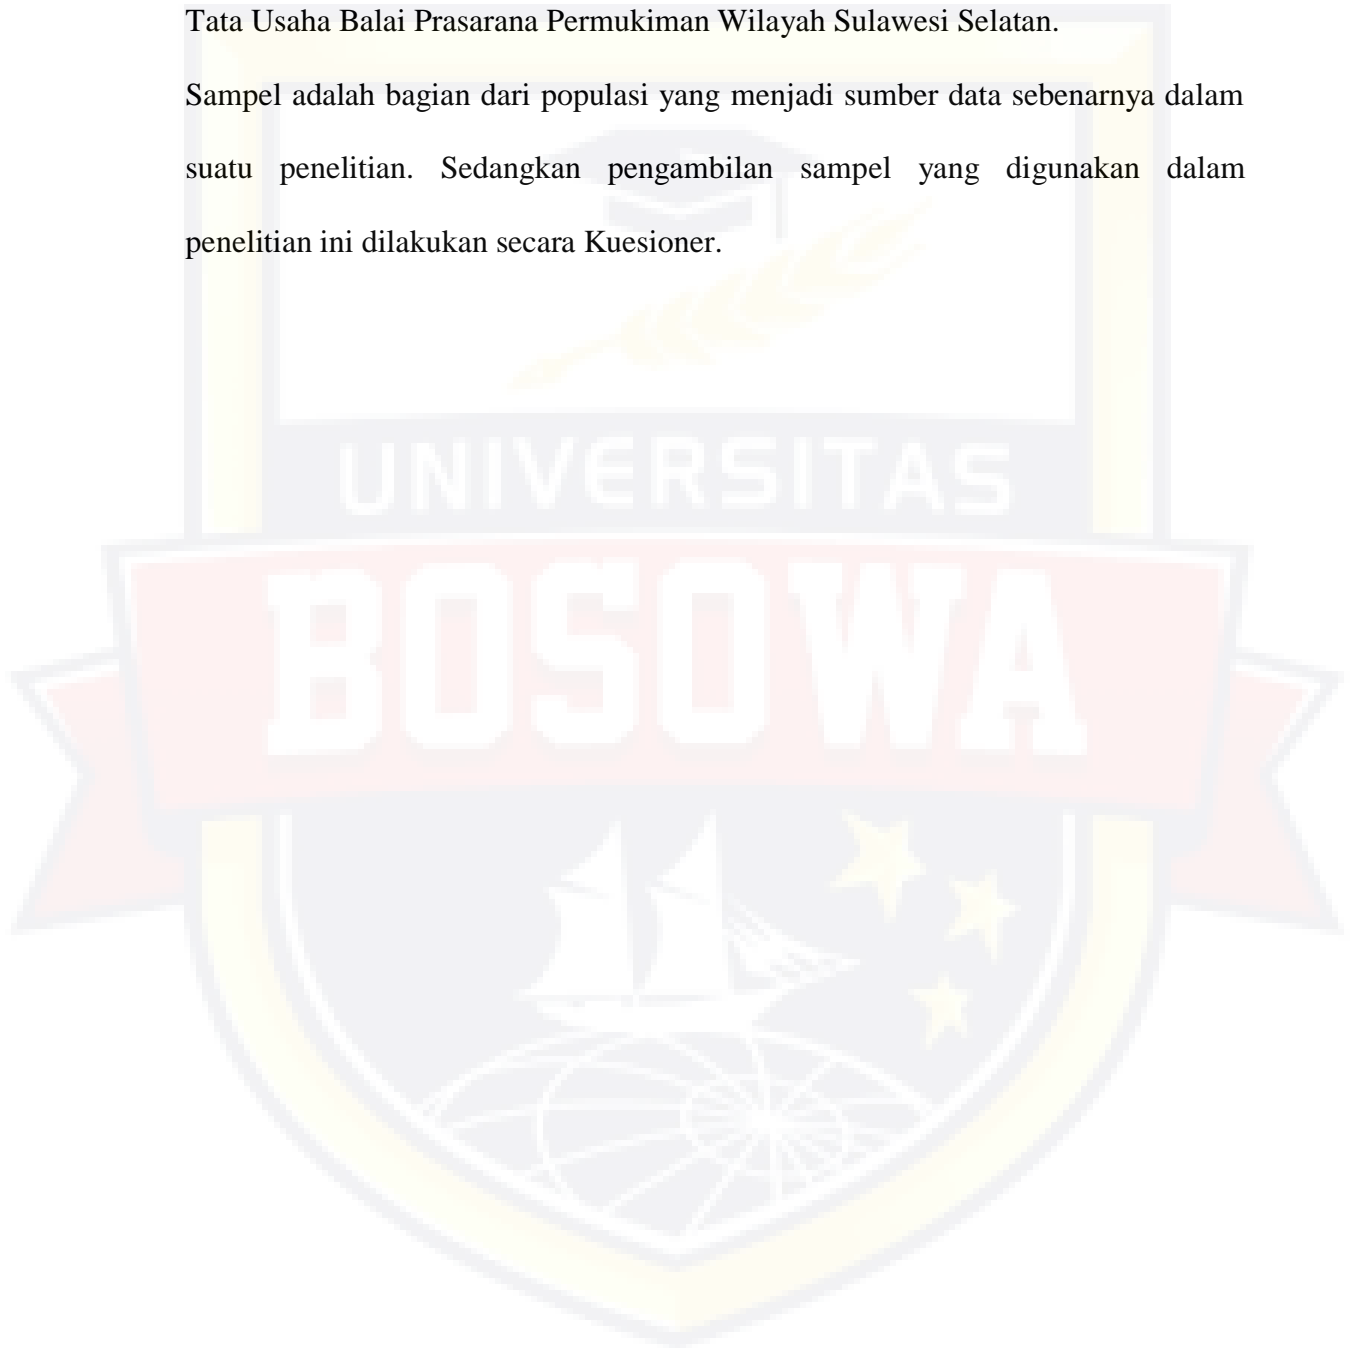 Tata Usaha Balai Prasarana Permukiman Wilayah Sulawesi Selatan.
Sampel adalah bagian dari populasi yang menjadi sumber data sebenarnya dalam
suatu penelitian. Sedangkan pengambilan sampel yang digunakan dalam
penelitian ini dilakukan secara Kuesioner.
UNIVERSITAS
BOSOWA